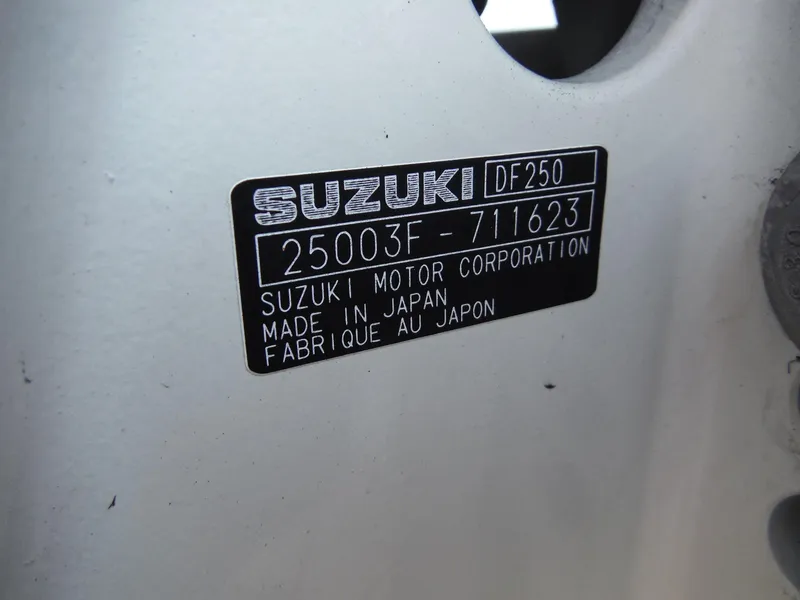 SUZUKI DF250
25003F - 711623
SUZUKI MOTOR CORPORATION
MADE IN JAPAN
FABRIQUE AU JAPON